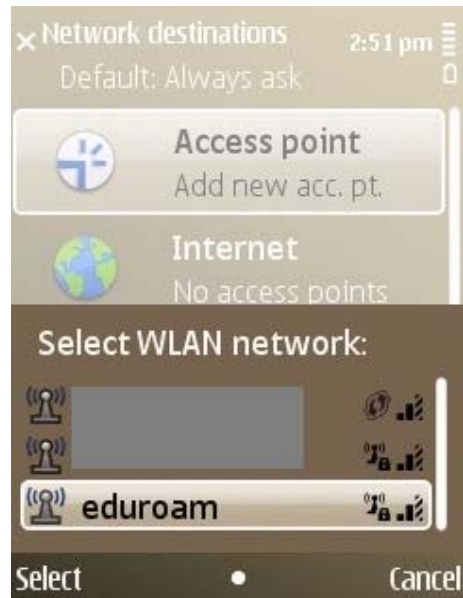 Network destinations
2:51 pm
Default: Always ask
Access point
Add new acc. pt.
Internet
No access points
Select WLAN network:
eduroam
Select
Cancel